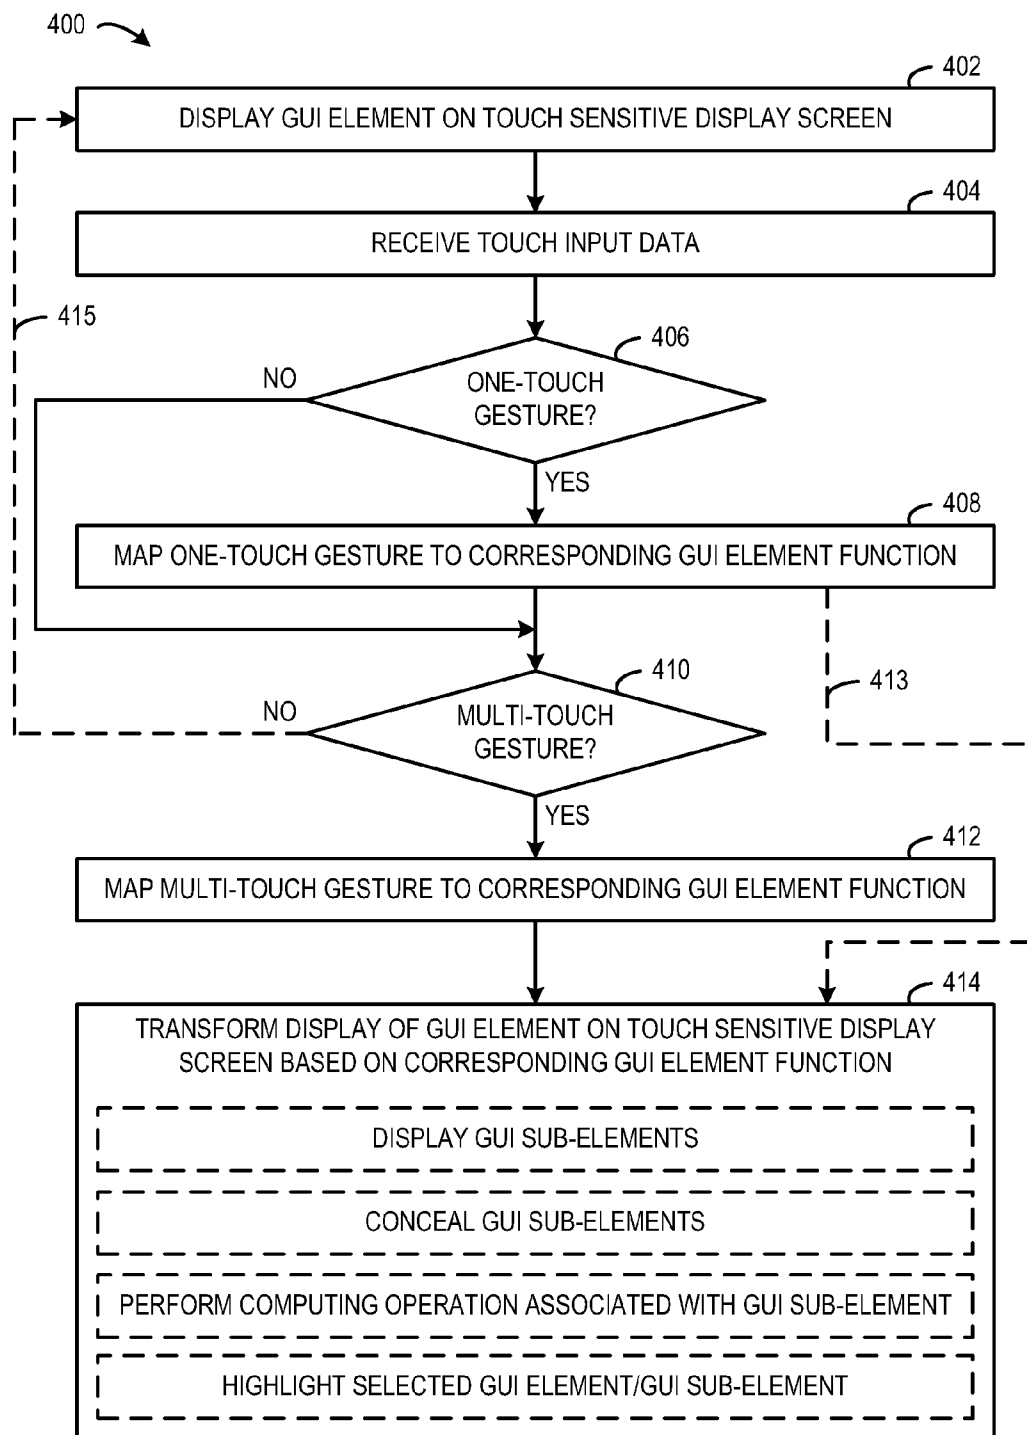 400
402
DISPLAY GUI ELEMENT ON TOUCH SENSITIVE DISPLAY SCREEN
404
RECEIVE TOUCH INPUT DATA
415
406
NO
ONE-TOUCH
GESTURE?
YES
408
MAP ONE-TOUCH GESTURE TO CORRESPONDING GUI ELEMENT FUNCTION
410
413
NO
MULTI-TOUCH
GESTURE?
YES
412
MAP MULTI-TOUCH GESTURE TO CORRESPONDING GUI ELEMENT FUNCTION
414
TRANSFORM DISPLAY OF GUI ELEMENT ON TOUCH SENSITIVE DISPLAY
SCREEN BASED ON CORRESPONDING GUI ELEMENT FUNCTION
DISPLAY GUI SUB-ELEMENTS
CONCEAL GUI SUB-ELEMENTS
PERFORM COMPUTING OPERATION ASSOCIATED WITH GUI SUB-ELEMENT
HIGHLIGHT SELECTED GUI ELEMENT/GUI SUB-ELEMENT